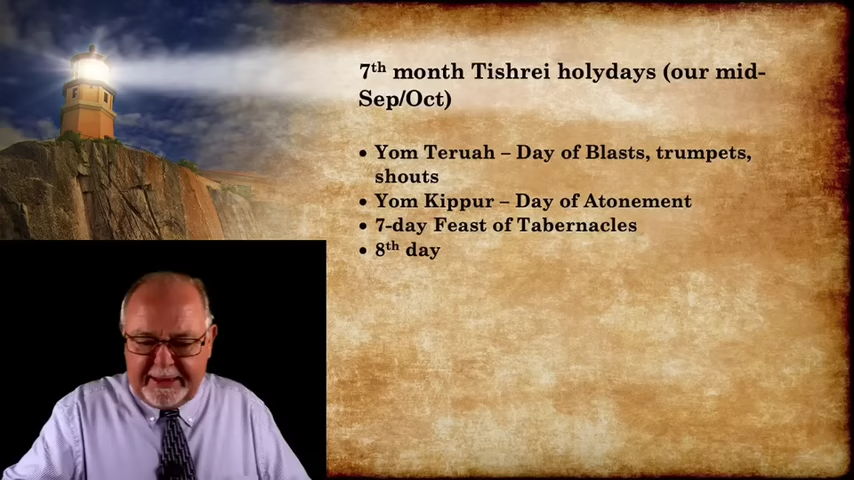 7th month Tishrei holydays (our mid-
Sep/Oct)
• Yom Teruah – Day of Blasts, trumpets,
shouts
• Yom Kippur – Day of Atonement
• 7-day Feast of Tabernacles
• 8th day